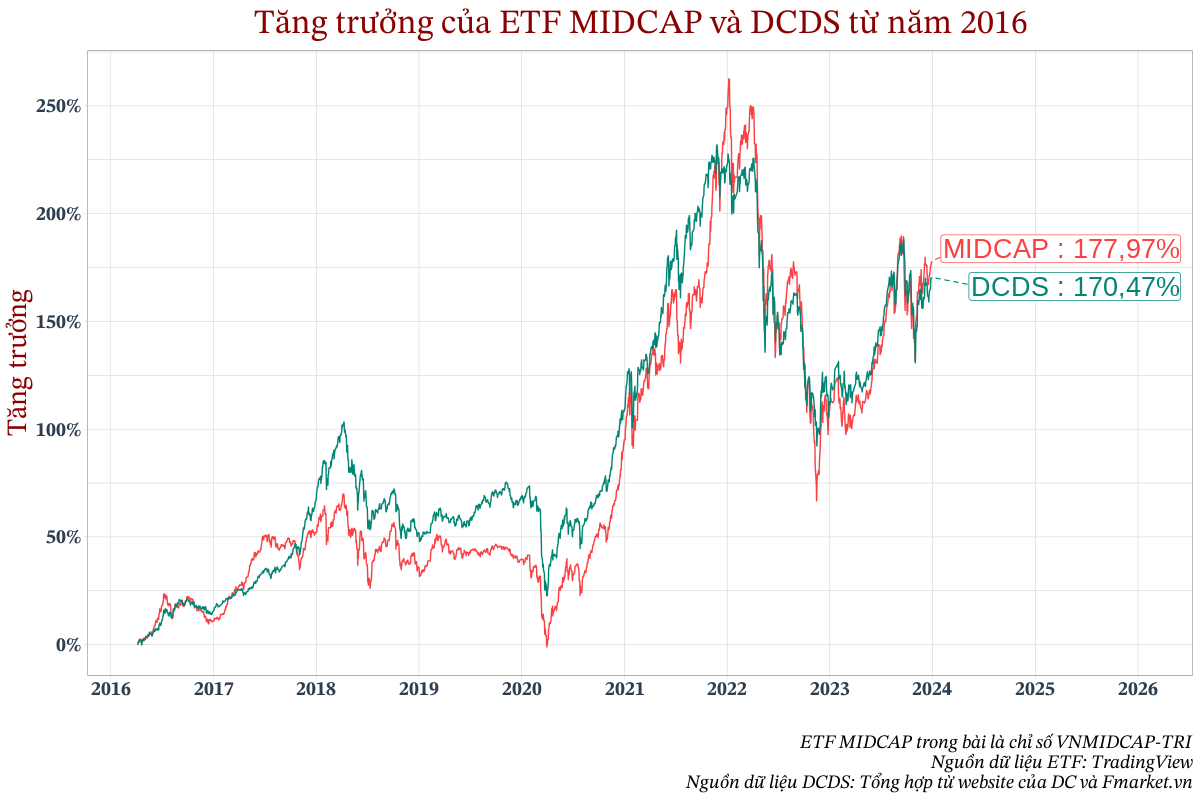 Tăng trưởng của ETF MIDCAP và DCDS từ năm 2016
Tăng trưởng
250%
200%
150%
100%
50%
0%
MIDCAP : 177,97%
DCDS : 170,47%
2016 2017 2018 2019 2020 2021 2022 2023 2024 2025 2026
ETF MIDCAP trong bài là chỉ số VNMIDCAP-TRI
Nguồn dữ liệu ETF: TradingView
Nguồn dữ liệu DCDS: Tổng hợp từ website của DC và Fmarket.vn